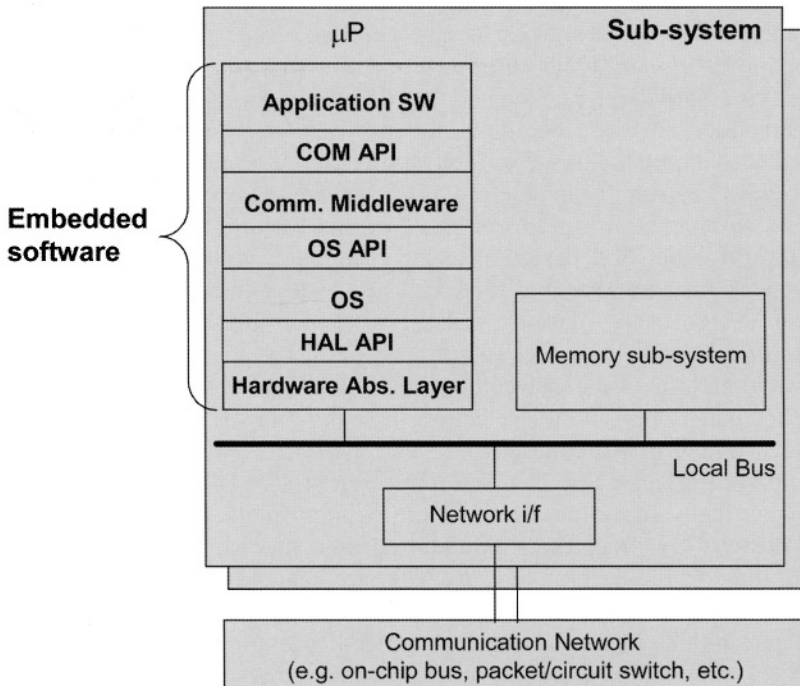 μP
Sub-system
Application SW
COM API
Comm. Middleware
OS API
OS
HAL API
Hardware Abs. Layer
Embedded
software
Memory sub-system
Local Bus
Network i/f
Communication Network
(e.g. on-chip bus, packet/circuit switch, etc.)